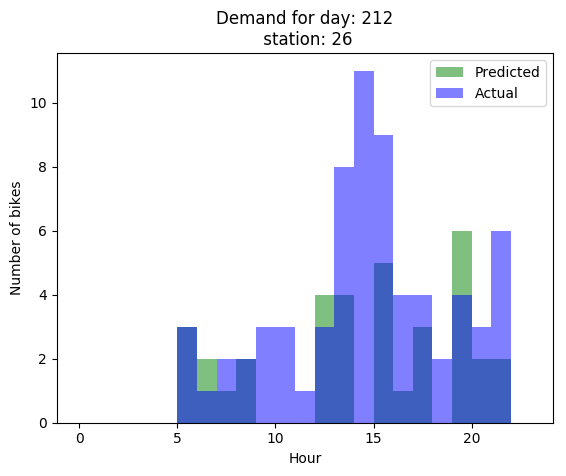 Demand for day: 212
station: 26
Predicted
Actual
Number of bikes
10
8
6
4
2
0
0 5 10 15 20
Hour